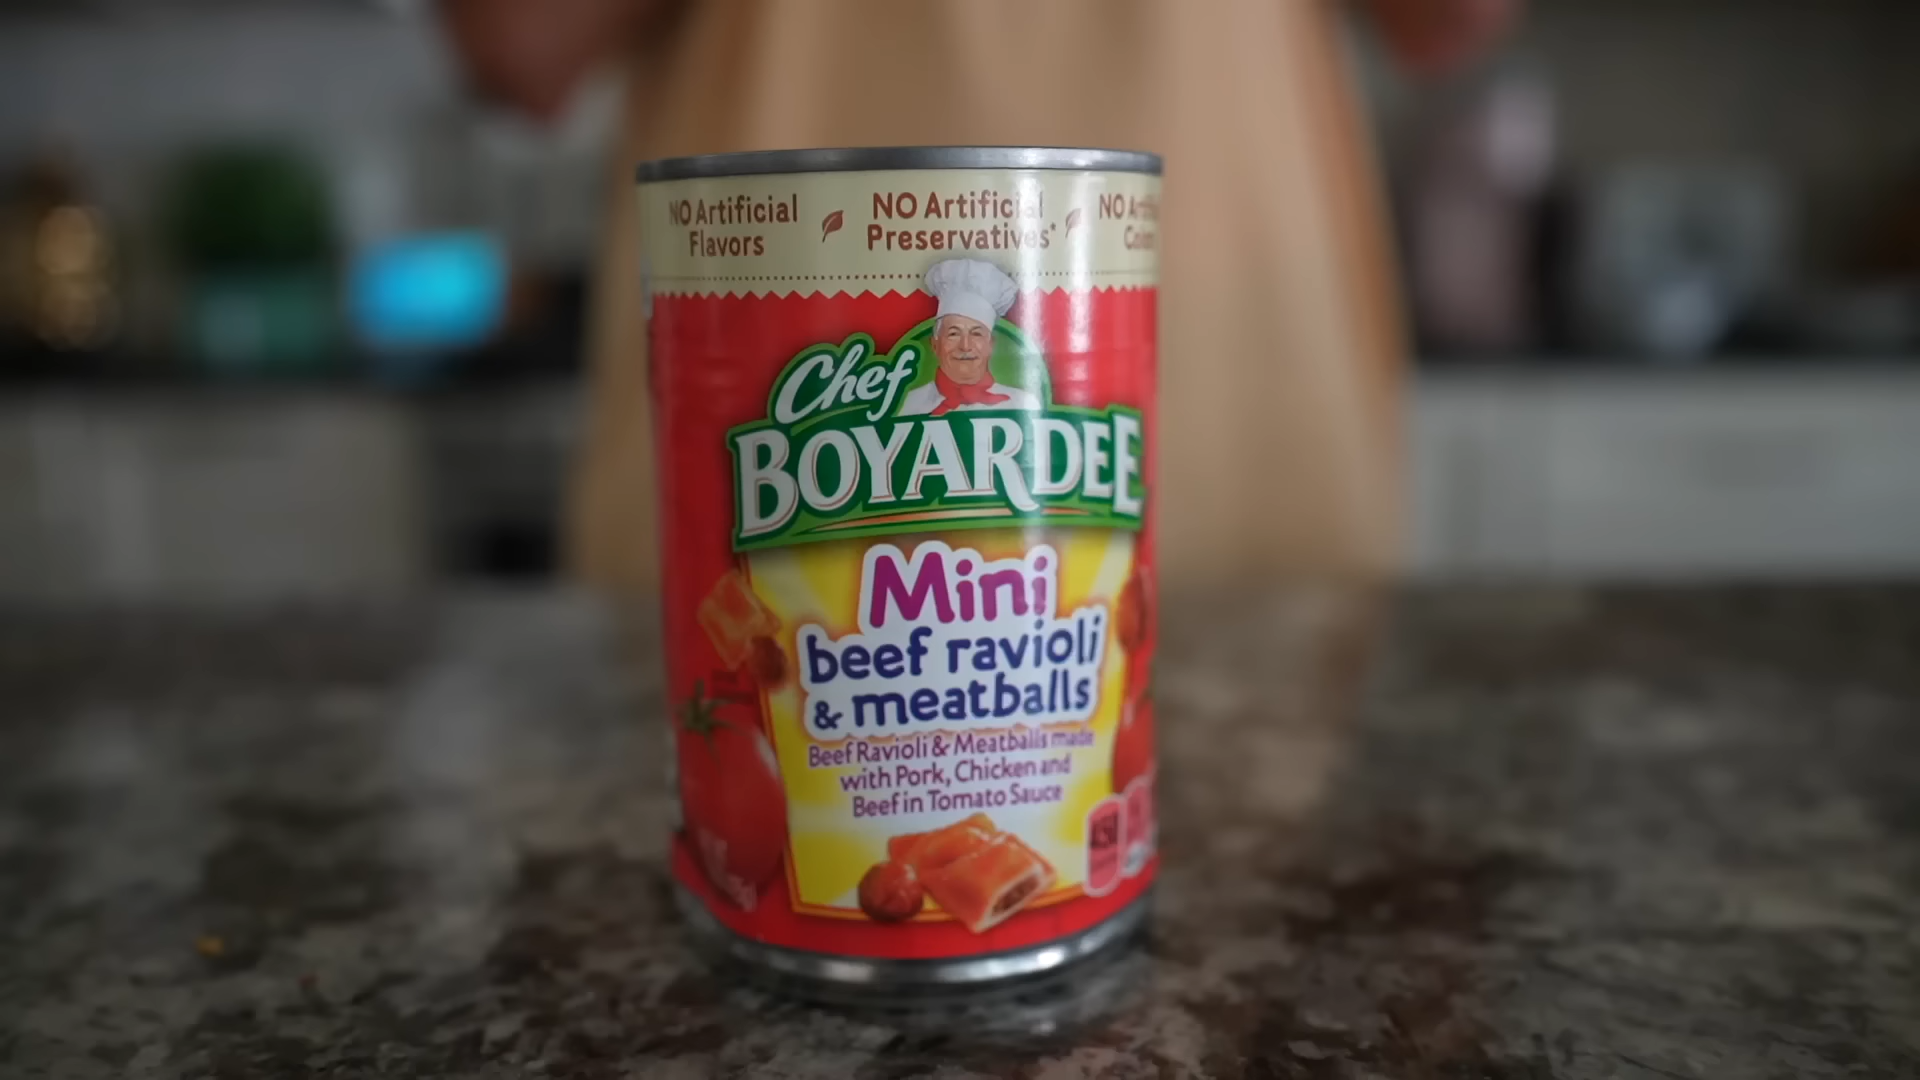 NO Artificial
Flavors
NO Artificial
Preservatives*
NO
Chef
BOYARDEE
Mini
beef ravioli
& meatballs
Beef Ravioli & Meatballs made
with Pork, Chicken and
Beef in Tomato Sauce